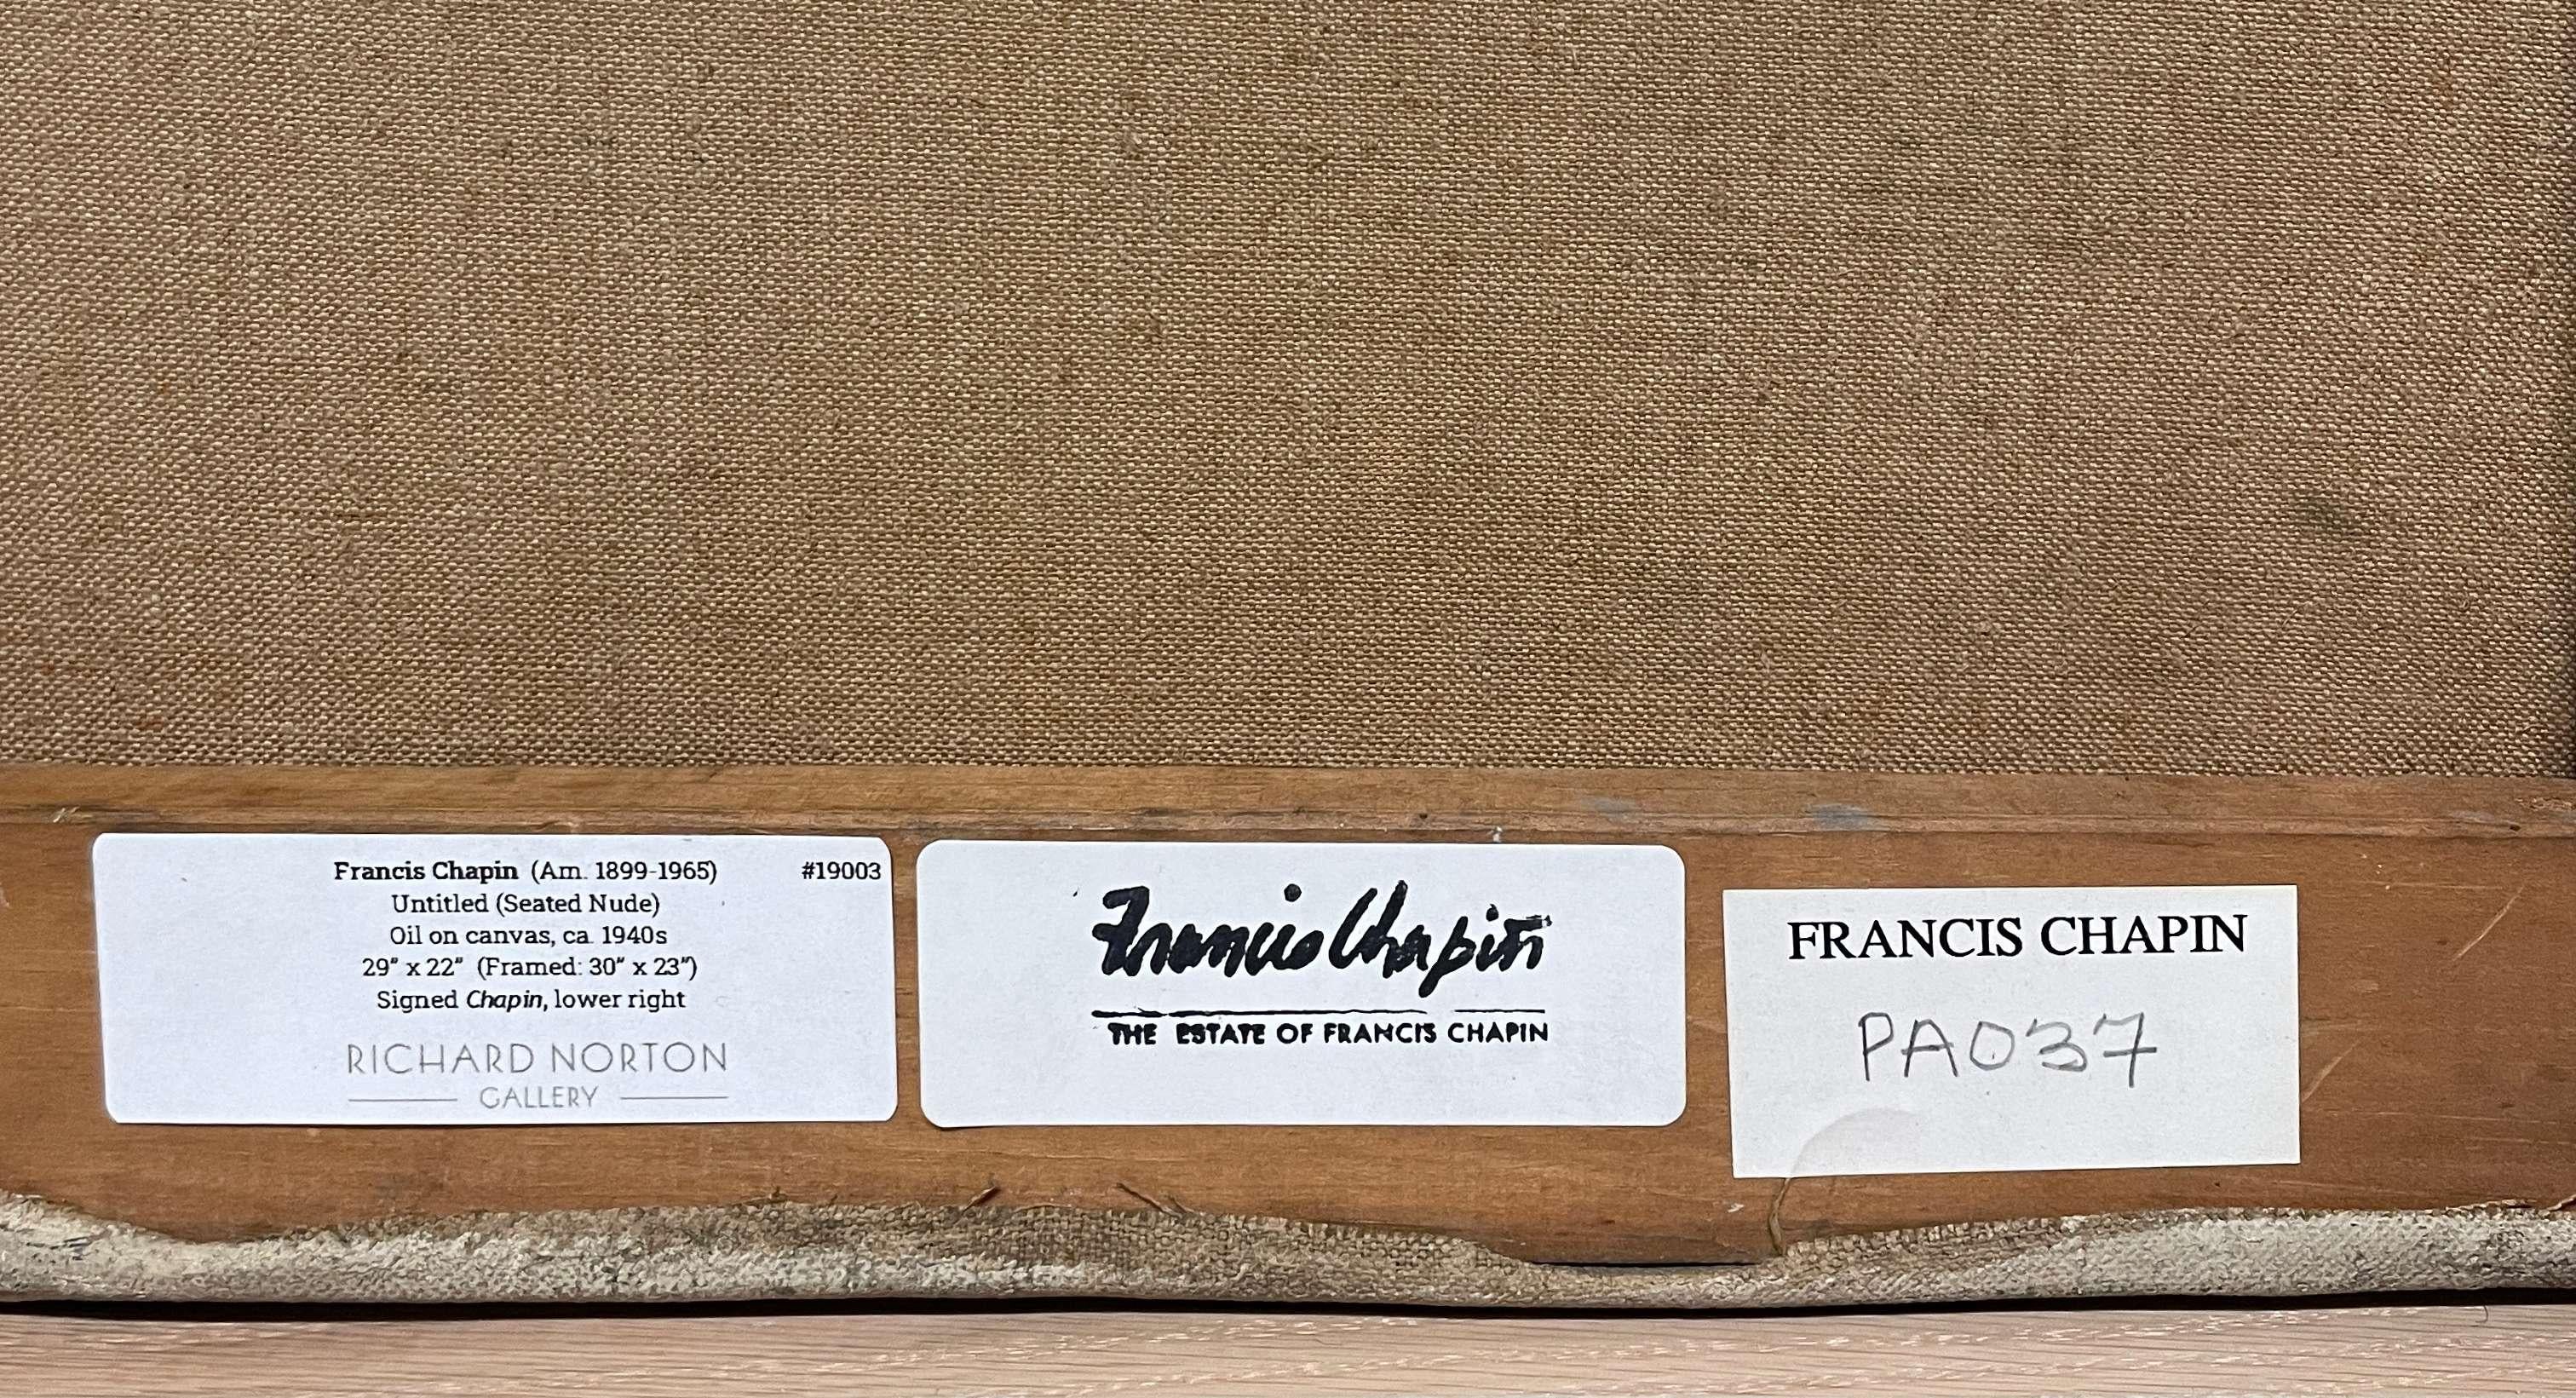 Francis Chapin (Am. 1899-1965) #19003
Untitled (Seated Nude)
Oil on canvas, ca. 1940s
29" x 22" (Framed: 30" x 23")
Signed Chapin, lower right
RICHARD NORTON
GALLERY
Francis Chapin
THE ESTATE OF FRANCIS CHAPIN
FRANCIS CHAPIN
PA037